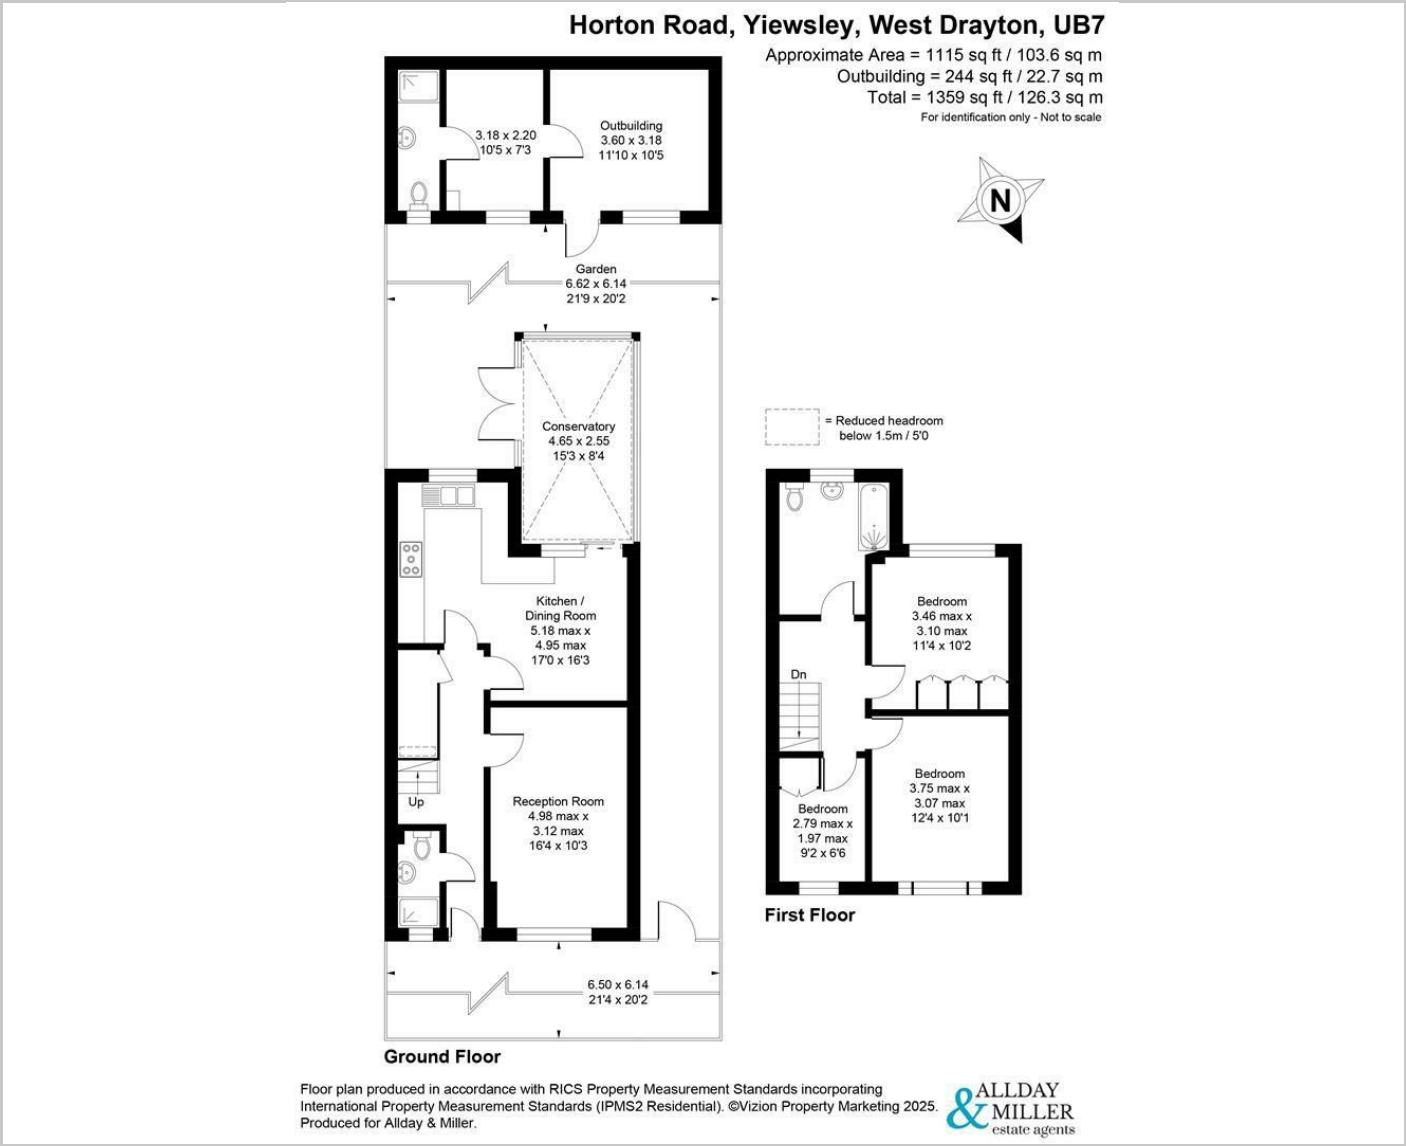 Horton Road, Yiewsley, West Drayton, UB7
Approximate Area = 1115 sq ft / 103.6 sq m
Outbuilding = 244 sq ft / 22.7 sq m
Total = 1359 sq ft / 126.3 sq m
For identification only - Not to scale
N
3.18 x 2.20
10'5 x 7'3
Outbuilding
3.60 x 3.18
11'10 x 10'5
Garden
6.62 x 6.14
21'9 x 20'2
Conservatory
4.65 x 2.55
15'3 x 8'4
= Reduced headroom
below 1.5m / 5'0
Kitchen /
Dining Room
5.18 max x
4.95 max
17'0 x 16'3
Up
Reception Room
4.98 max x
3.12 max
16'4 x 10'3
6.50 x 6.14
21'4 x 20'2
Ground Floor
Bedroom
3.46 max x
3.10 max
11'4 x 10'2
Dn
Bedroom
3.75 max x
3.07 max
12'4 x 10'1
Bedroom
2.79 max x
1.97 max
9'2 x 6'6
First Floor
Floor plan produced in accordance with RICS Property Measurement Standards incorporating
International Property Measurement Standards (IPMS2 Residential). ©Vizion Property Marketing 2025.
Produced for Allday & Miller.
ALLDAY
& MILLER
estate agents